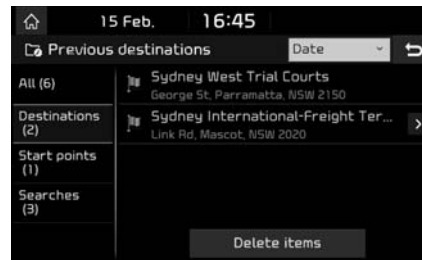 15 Feb. 16:45
Previous destinations Date
All (6)
Sydney West Trial Courts
George St, Parramatta, NSW 2150
Destinations
(2)
Sydney International-Freight Ter...
Link Rd, Mascot, NSW 2020
Start points
(1)
Searches
(3)
Delete items